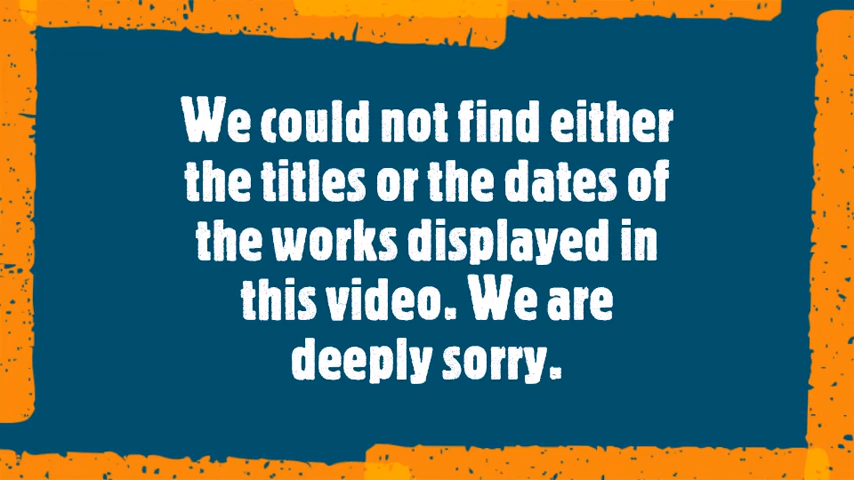 We could not find either
the titles or the dates of
the works displayed in
this video. We are
deeply sorry.